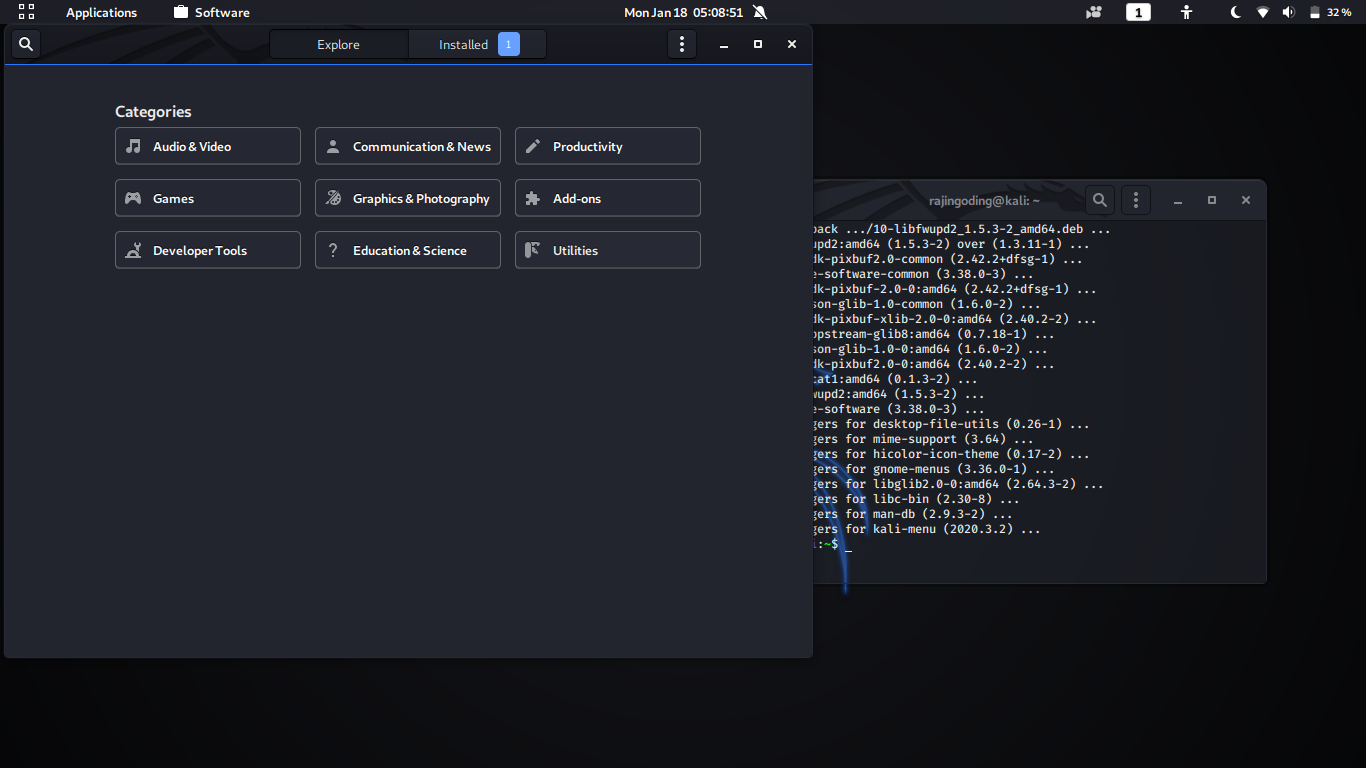 Applications Software Mon Jan 18 05:08:51 1 32 %
Explore Installed 1
Categories
Audio & Video Communication & News Productivity
Games Graphics & Photography Add-ons
Developer Tools Education & Science Utilities
rajingoding@kali: ~
.../10-libfwupd2_1.5.3-2_amd64.deb ...
upd2:amd64 (1.5.3-2) over (1.3.11-1) ...
dk-pixbuf2.0-common (2.42.2+dfsg-1) ...
e-software-common (3.38.0-3) ...
dk-pixbuf-2.0-0:amd64 (2.42.2+dfsg-1) ...
son-glib-1.0-common (1.6.0-2) ...
dk-pixbuf-xlib-2.0-0:amd64 (2.40.2-2) ...
ppstream-glib8:amd64 (0.7.18-1) ...
son-glib-1.0-0:amd64 (1.6.0-2) ...
dk-pixbuf2.0-0:amd64 (2.40.2-2) ...
cat1:amd64 (0.1.3-2) ...
wupd2:amd64 (1.5.3-2) ...
e-software (3.38.0-3) ...
gers for desktop-file-utils (0.26-1) ...
gers for mime-support (3.64) ...
gers for hicolor-icon-theme (0.17-2) ...
gers for gnome-menus (3.36.0-1) ...
gers for libglib2.0-0:amd64 (2.64.3-2) ...
gers for libc-bin (2.30-8) ...
gers for man-db (2.9.3-2) ...
gers for kali-menu (2020.3.2) ...
:~$ _